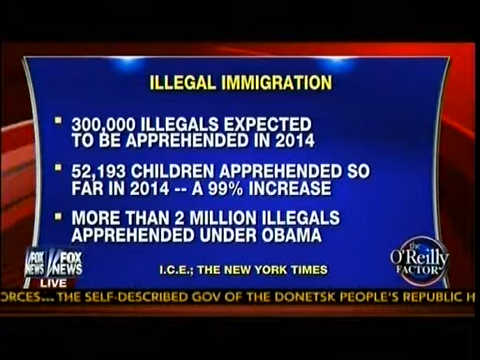 ILLEGAL IMMIGRATION
300,000 ILLEGALS EXPECTED
TO BE APPREHENDED IN 2014
52,193 CHILDREN APPREHENDED SO
FAR IN 2014 -- A 99% INCREASE
MORE THAN 2 MILLION ILLEGALS
APPREHENDED UNDER OBAMA
I.C.E.; THE NEW YORK TIMES
FOX NEWS
FOX NEWS
LIVE
the
O'Reilly
FACTOR
ORCES... THE SELF-DESCRIBED GOV OF THE DONETSK PEOPLE'S REPUBLIC H